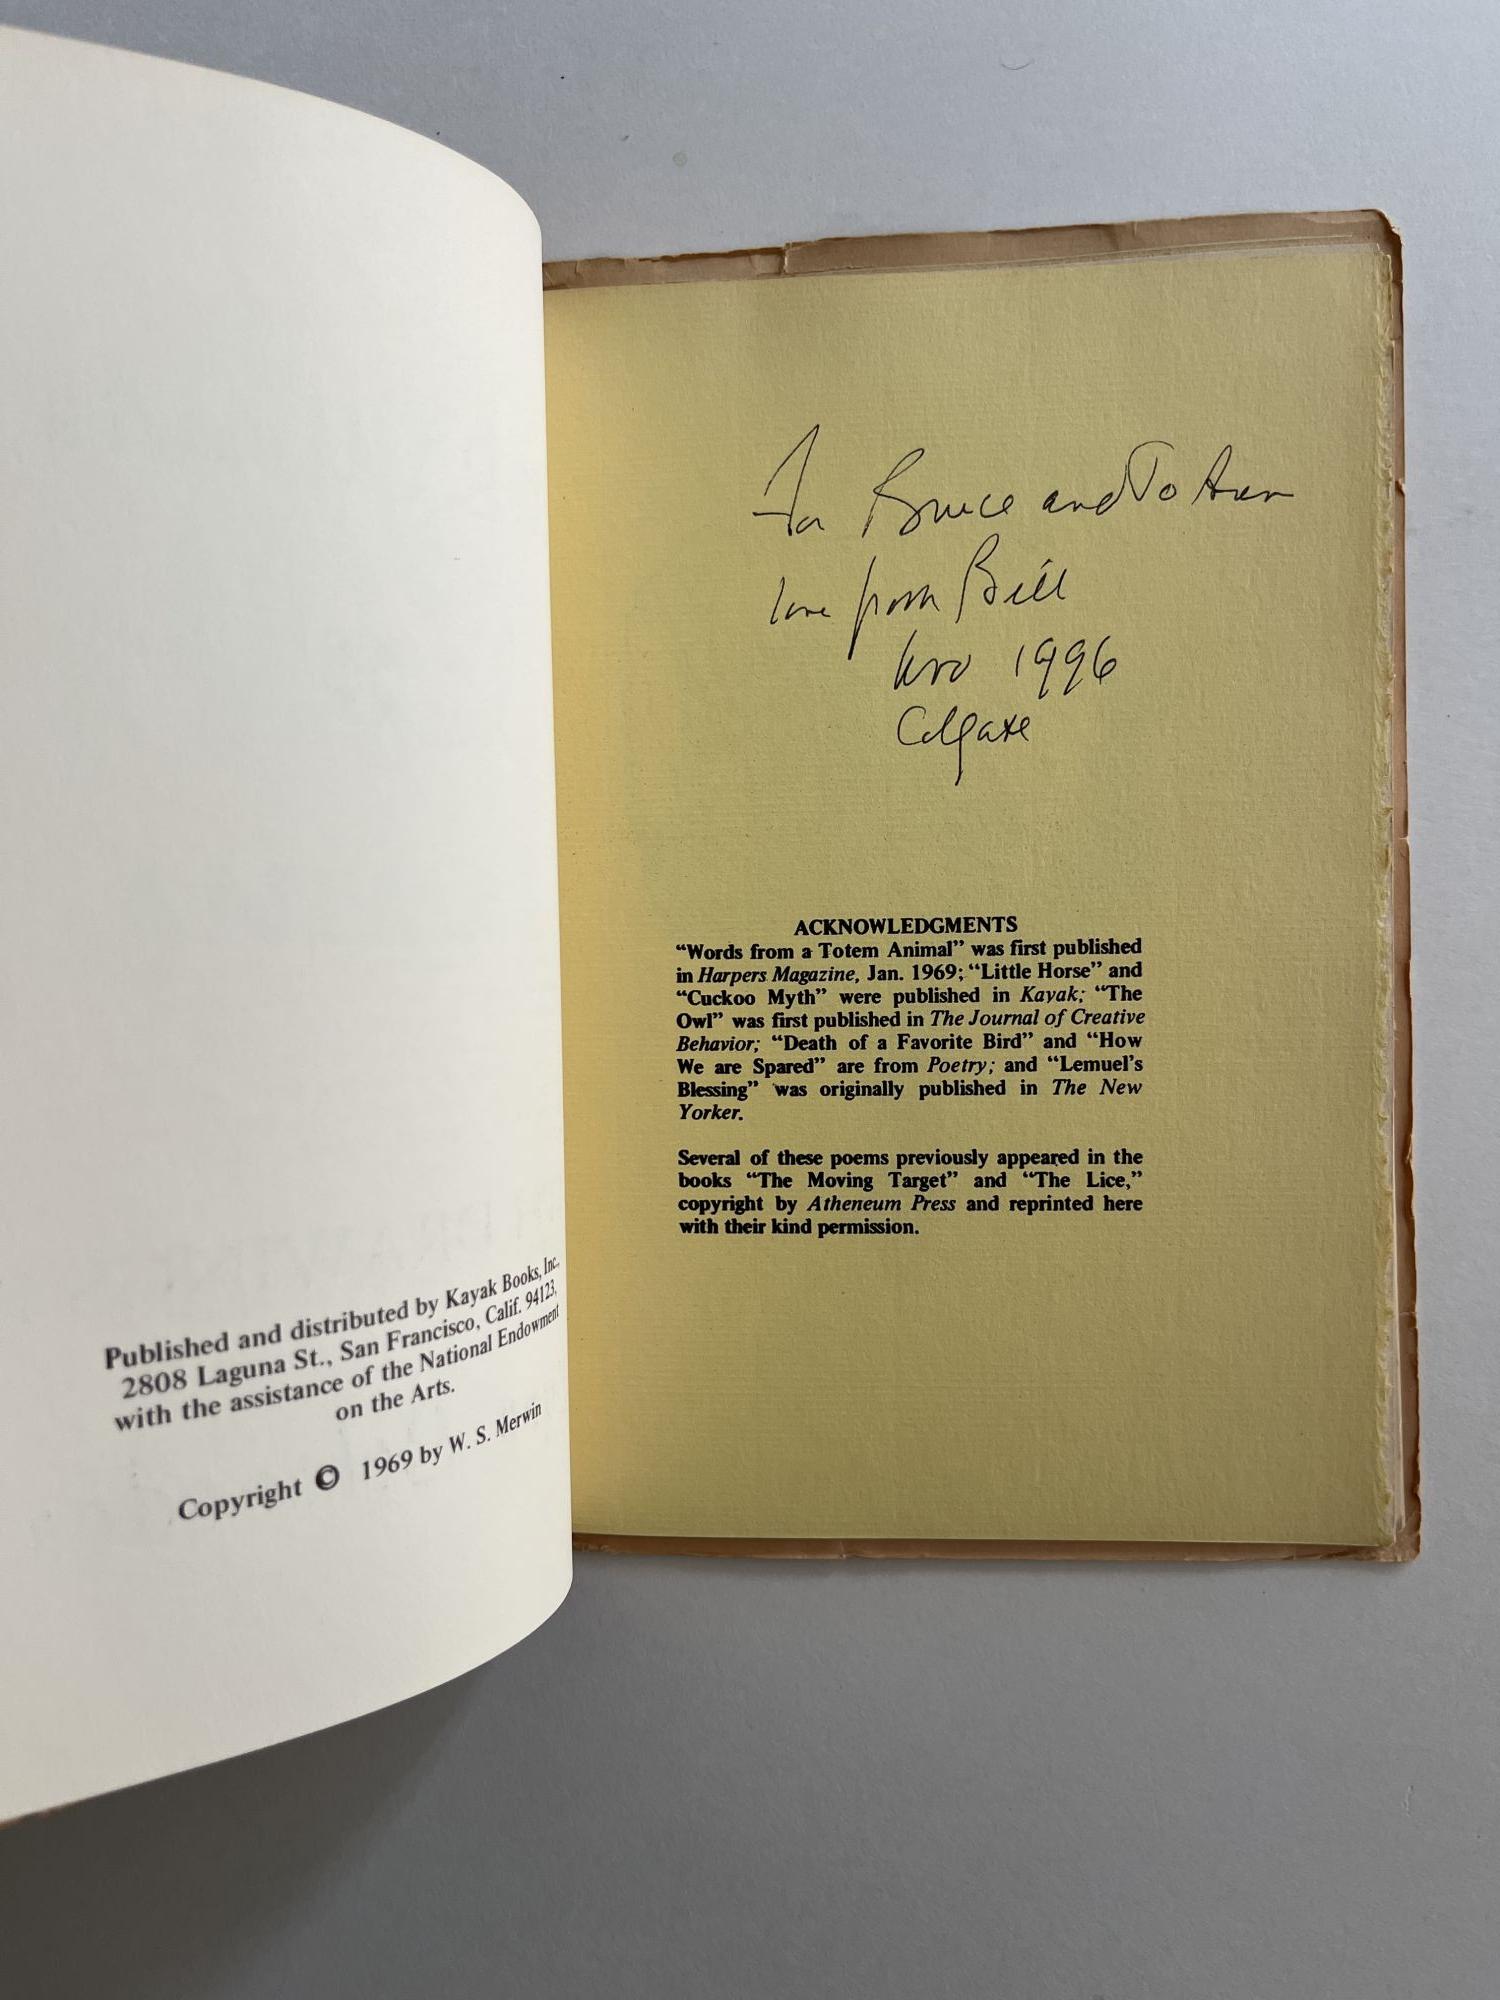 Published and distributed by Kayak Books, Inc.,
2808 Laguna St., San Francisco, Calif. 94123,
with the assistance of the National Endowment
on the Arts.
Copyright © 1969 by W. S. Merwin
For Bruce and Jo Ann
love from Bill
1996
Colgate
ACKNOWLEDGMENTS
“Words from a Totem Animal” was first published
in Harpers Magazine, Jan. 1969; “Little Horse” and
“Cuckoo Myth” were published in Kayak; “The
Owl” was first published in The Journal of Creative
Behavior; “Death of a Favorite Bird” and “How
We are Spared” are from Poetry; and “Lemuel’s
Blessing” was originally published in The New
Yorker.
Several of these poems previously appeared in the
books “The Moving Target” and “The Lice,”
copyright by Atheneum Press and reprinted here
with their kind permission.